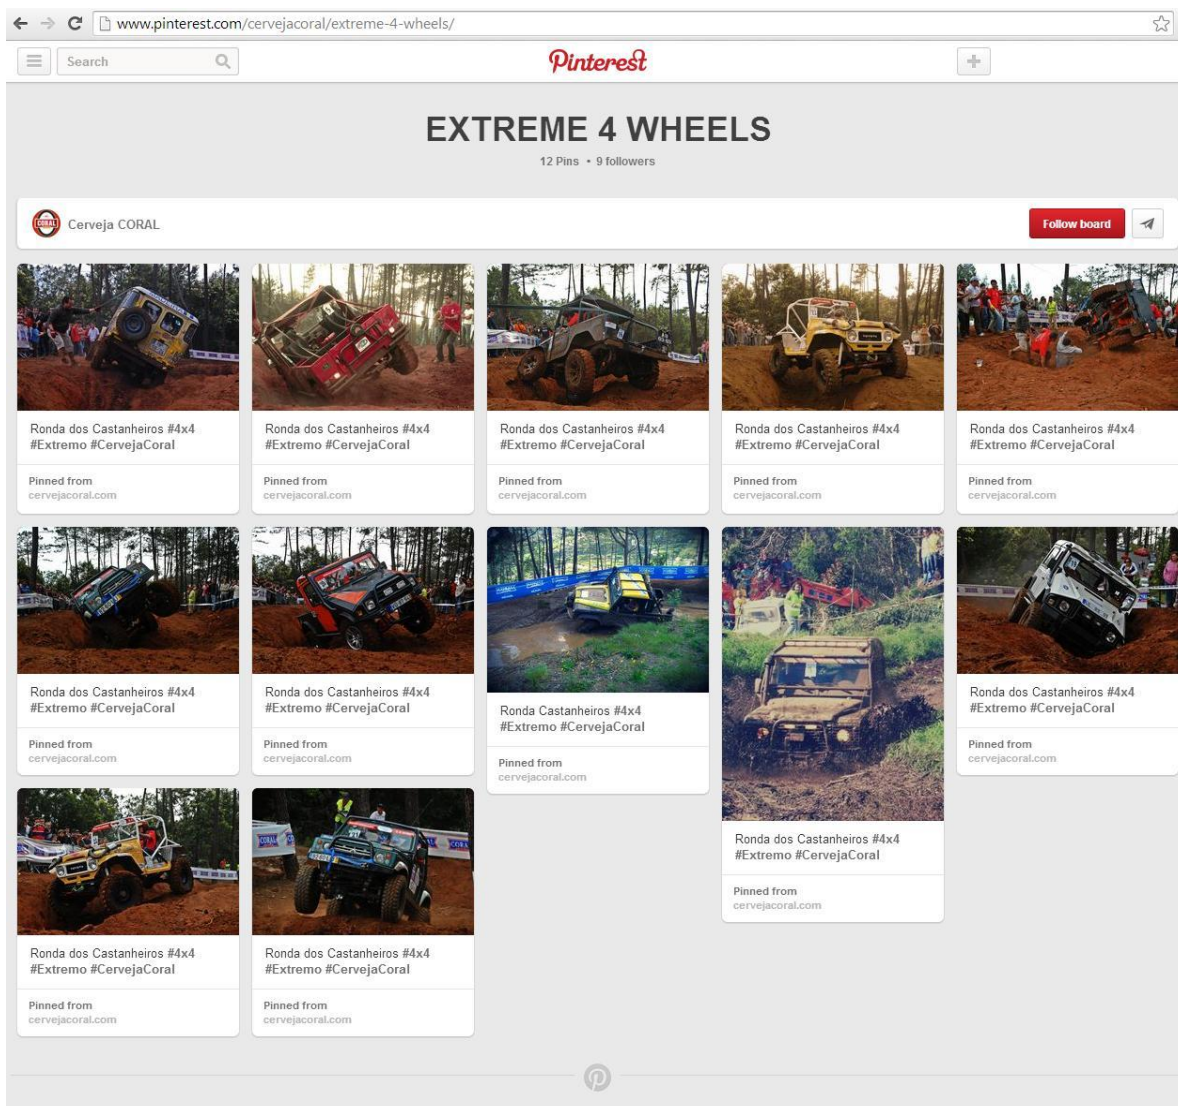 www.pinterest.com/cervejacoral/extreme-4-wheels/
Search
Pinterest
EXTREME 4 WHEELS
12 Pins • 9 followers
CORAL
Cerveja CORAL
Follow board
Ronda dos Castanheiros #4x4
#Extremo #CervejaCoral
Pinned from
cervejacoral.com
Ronda dos Castanheiros #4x4
#Extremo #CervejaCoral
Pinned from
cervejacoral.com
Ronda dos Castanheiros #4x4
#Extremo #CervejaCoral
Pinned from
cervejacoral.com
Ronda dos Castanheiros #4x4
#Extremo #CervejaCoral
Pinned from
cervejacoral.com
Ronda dos Castanheiros #4x4
#Extremo #CervejaCoral
Pinned from
cervejacoral.com
Ronda dos Castanheiros #4x4
#Extremo #CervejaCoral
Pinned from
cervejacoral.com
Ronda dos Castanheiros #4x4
#Extremo #CervejaCoral
Pinned from
cervejacoral.com
Ronda Castanheiros #4x4
#Extremo #CervejaCoral
Pinned from
cervejacoral.com
Ronda dos Castanheiros #4x4
#Extremo #CervejaCoral
Pinned from
cervejacoral.com
Ronda dos Castanheiros #4x4
#Extremo #CervejaCoral
Pinned from
cervejacoral.com
Ronda dos Castanheiros #4x4
#Extremo #CervejaCoral
Pinned from
cervejacoral.com
CORAL
Ronda dos Castanheiros #4x4
#Extremo #CervejaCoral
Pinned from
cervejacoral.com